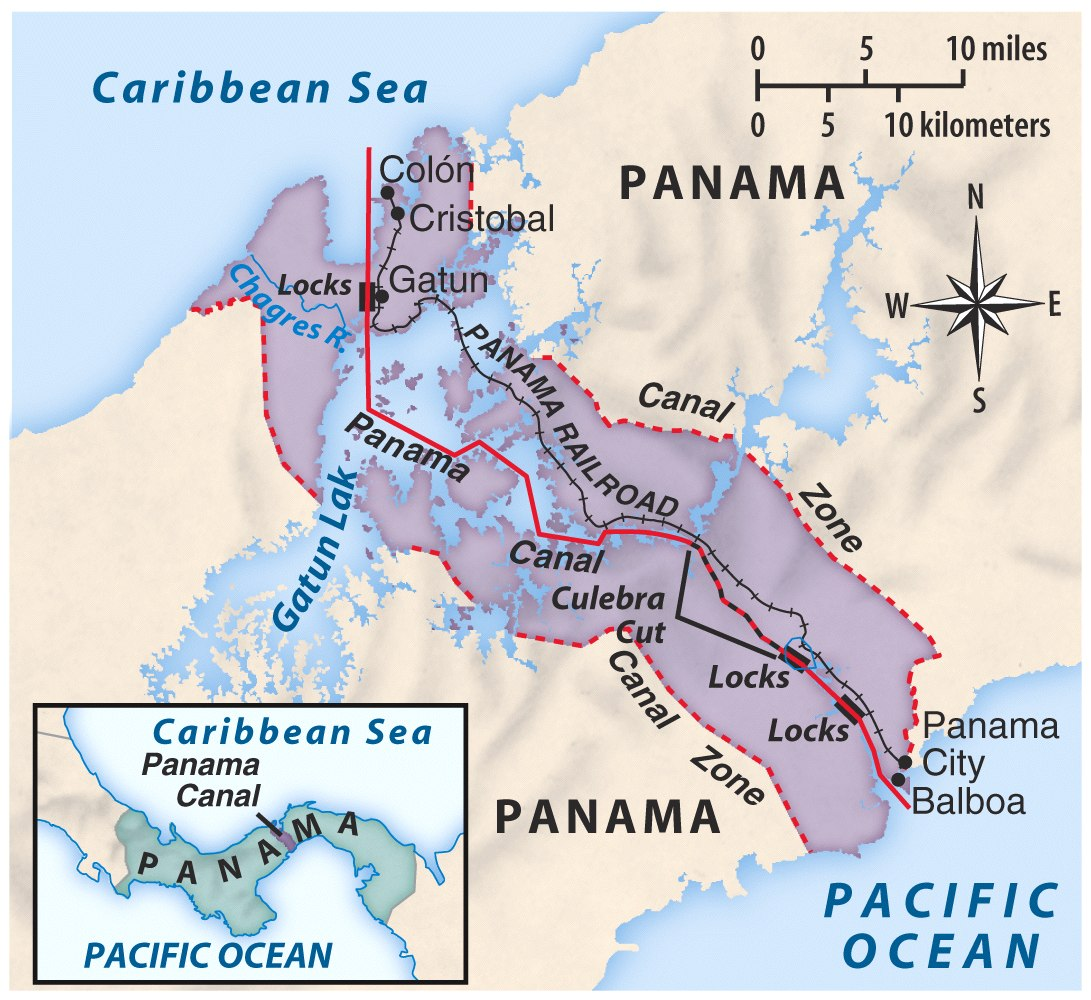 0 5 10 miles
0 5 10 kilometers
Caribbean Sea
PANAMA
Colón
Cristobal
N
W E
S
Locks
Gatun
Chagres R.
PANAMA RAILROAD
Canal
Zone
Panama
Canal
Gatun Lak
Culebra
Cut
Locks
Locks
Canal
Zone
Panama
City
Balboa
PANAMA
PACIFIC
OCEAN
Caribbean Sea
Panama
Canal
PANAMA
PACIFIC OCEAN